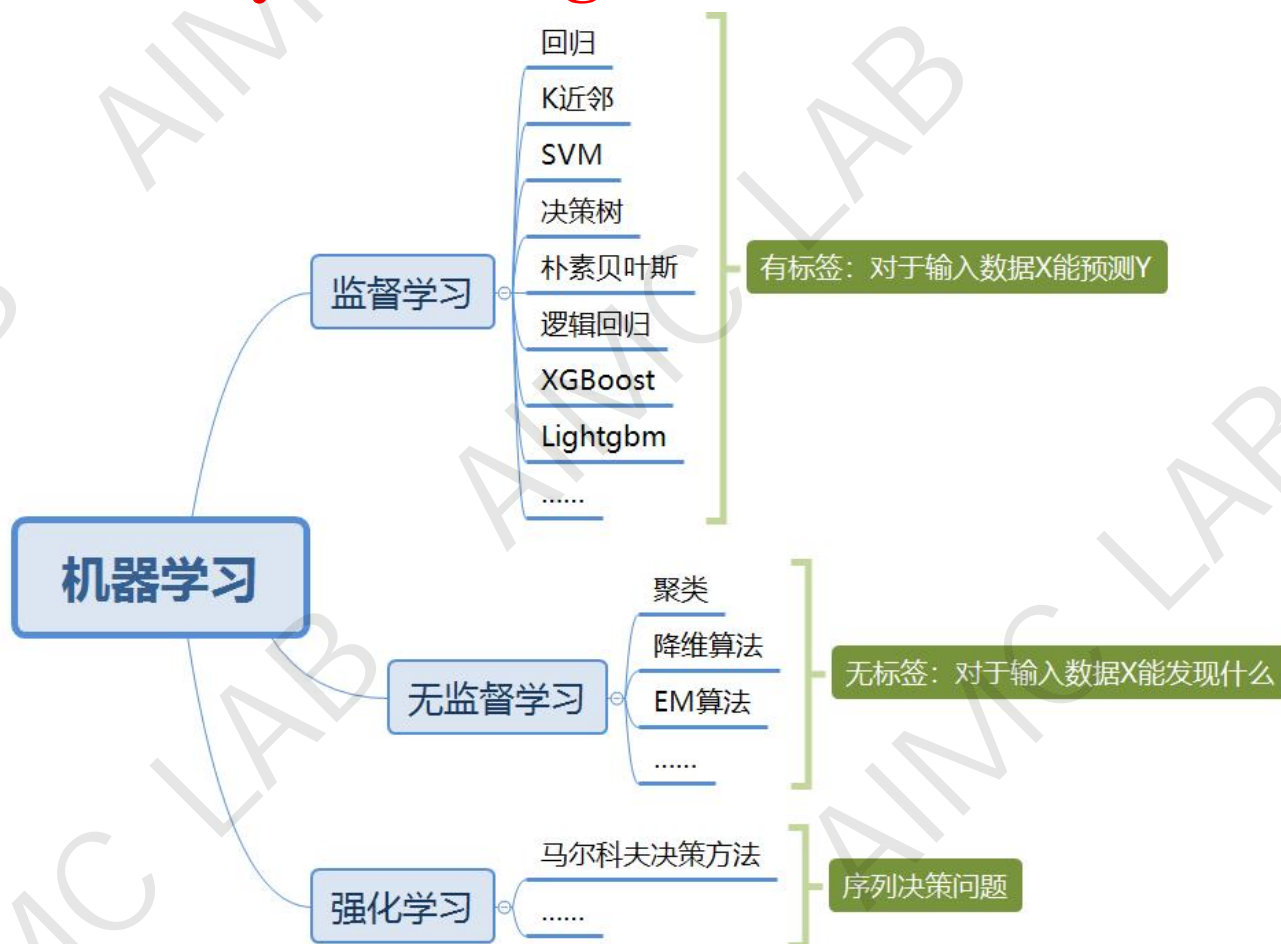 回归
K近邻
SVM
决策树
朴素贝叶斯
逻辑回归
XGBoost
Lightgbm
......
监督学习
有标签：对于输入数据X能预测Y
机器学习
聚类
降维算法
EM算法
......
无监督学习
无标签：对于输入数据X能发现什么
马尔科夫决策方法
......
强化学习
序列决策问题
AIMC LAB